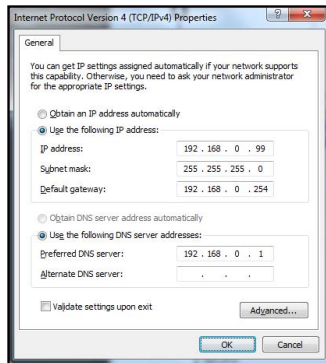 Internet Protocol Version 4 (TCP/IPv4) Properties
General
You can get IP settings assigned automatically if your network supports
this capability. Otherwise, you need to ask your network administrator
for the appropriate IP settings.
Obtain an IP address automatically
Use the following IP address:
IP address: 192 . 168 . 0 . 99
Subnet mask: 255 . 255 . 255 . 0
Default gateway: 192 . 168 . 0 . 254
Obtain DNS server address automatically
Use the following DNS server addresses:
Preferred DNS server: 192 . 168 . 0 . 1
Alternate DNS server: . . .
Validate settings upon exit
Advanced...
OK Cancel